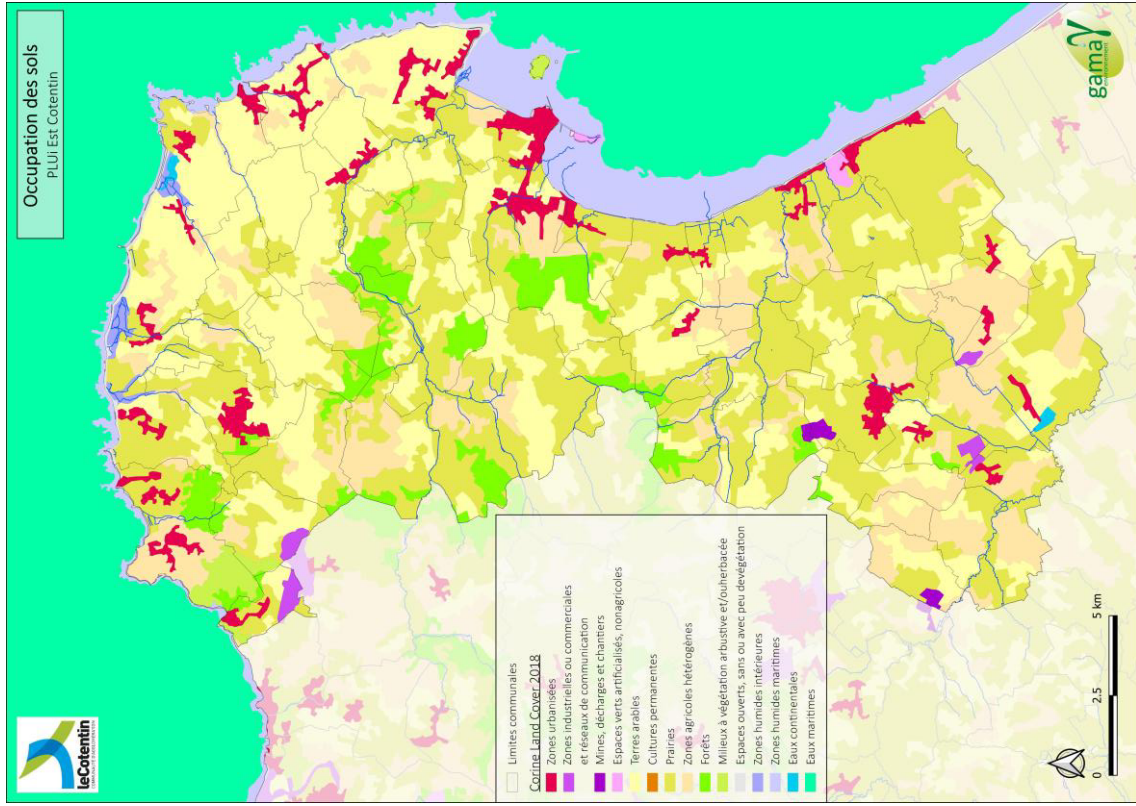 Occupation des sols
PLUi Est Cotentin
leCotentin
Limites communales
Corine Land Cover 2018
Zones urbanisées
Zones industrielles ou commerciales
et réseaux de communication
Mines, décharges et chantiers
Espaces verts artificialisés, nonagricoles
Terres arables
Cultures permanentes
Prairies
Zones agricoles hétérogènes
Forêts
Milieux à végétation arbustive et/ouherbacée
Espaces ouverts, sans ou avec peu devégétation
Zones humides intérieures
Zones humides maritimes
Eaux continentales
Eaux maritimes
0 2.5 5 km
gama
environnement